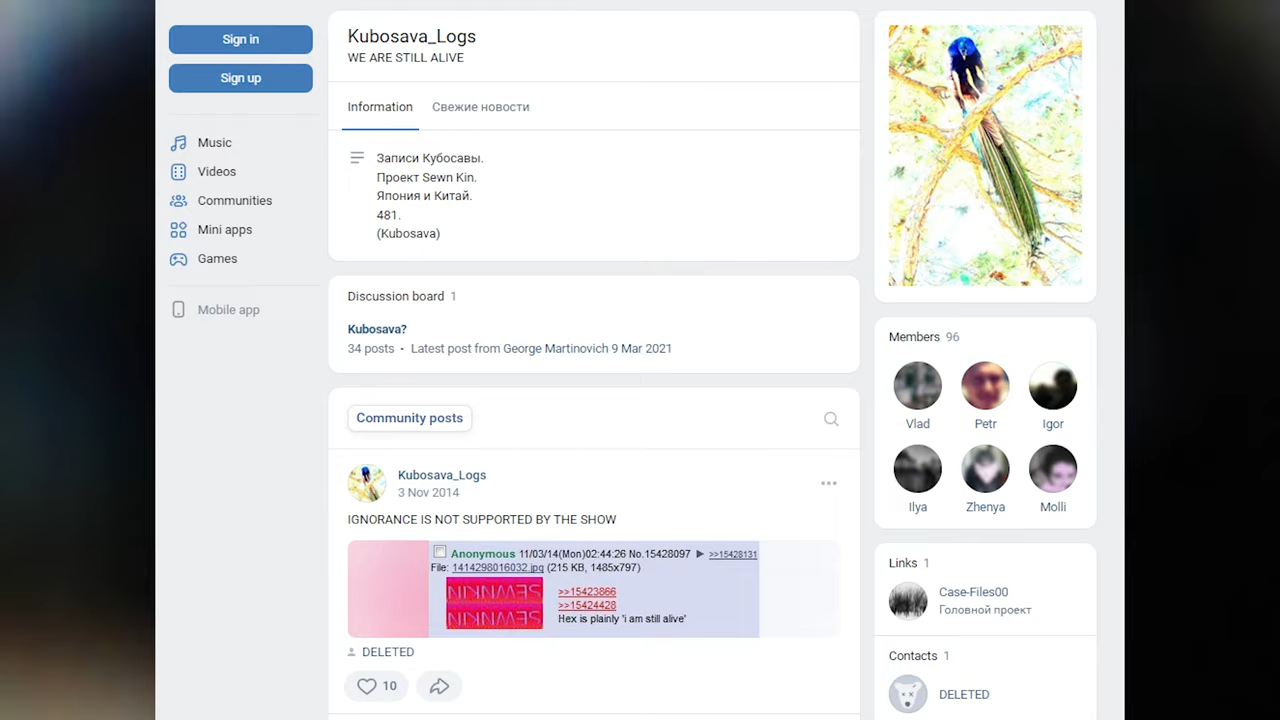 Sign in
Sign up
Music
Videos
Communities
Mini apps
Games
Mobile app
Kubosava_Logs
WE ARE STILL ALIVE
Information Свежие новости
Записи Кубосавы.
Проект Sewn Kin.
Япония и Китай.
481.
(Kubosava)
Discussion board 1
Kubosava?
34 posts · Latest post from George Martinovich 9 Mar 2021
Community posts
Kubosava_Logs
3 Nov 2014
IGNORANCE IS NOT SUPPORTED BY THE SHOW
Anonymous 11/03/14(Mon)02:44:26 No.15428097 ▶ >>15428131
File: 1414298016032.jpg (215 KB, 1485x797)
>>15423866
>>15424428
Hex is plainly 'i am still alive'
DELETED
10
Members 96
Vlad Petr Igor
Ilya Zhenya Molli
Links 1
Case-Files00
Головной проект
Contacts 1
DELETED